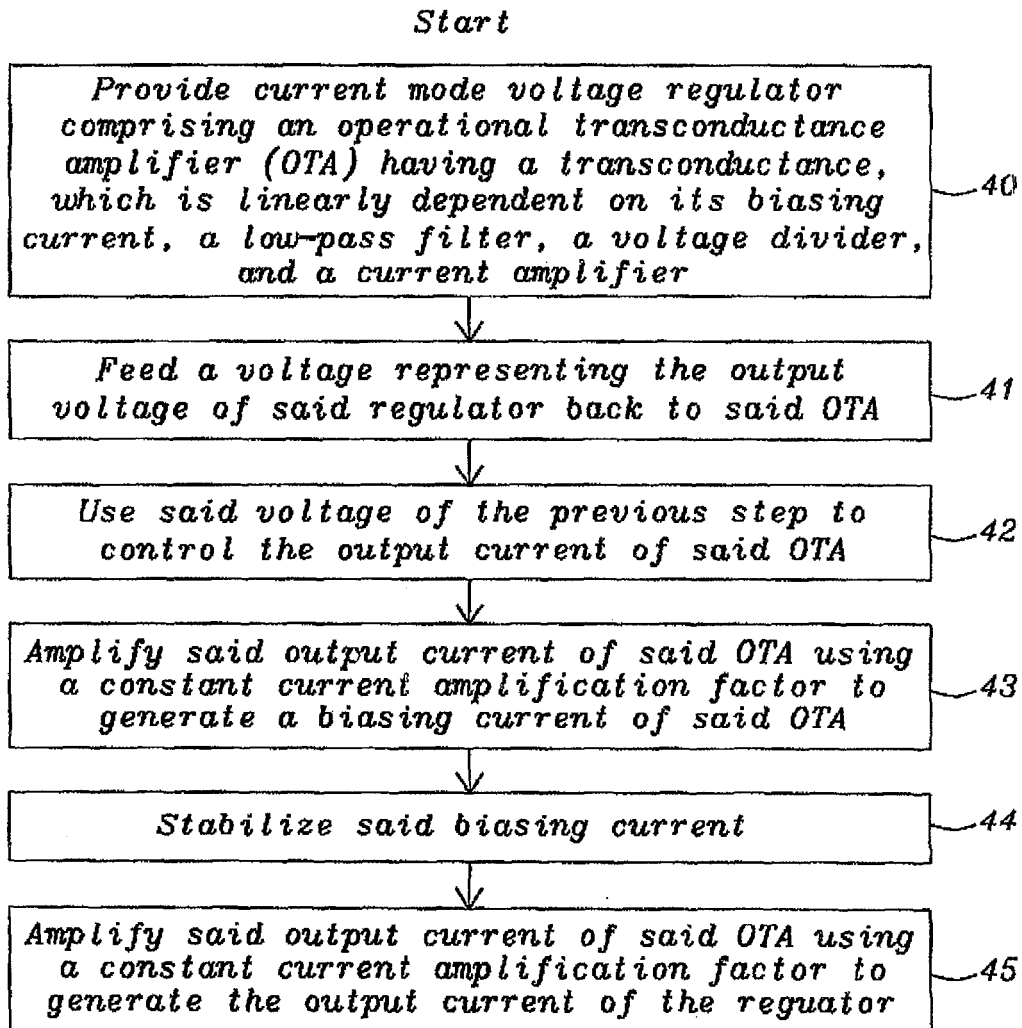 Start
Provide current mode voltage regulator
comprising an operational transconductance
amplifier (OTA) having a transconductance,
which is linearly dependent on its biasing
current, a low-pass filter, a voltage divider,
and a current amplifier
40
Feed a voltage representing the output
voltage of said regulator back to said OTA
41
Use said voltage of the previous step to
control the output current of said OTA
42
Amplify said output current of said OTA using
a constant current amplification factor to
generate a biasing current of said OTA
43
Stabilize said biasing current
44
Amplify said output current of said OTA using
a constant current amplification factor to
generate the output current of the reguator
45